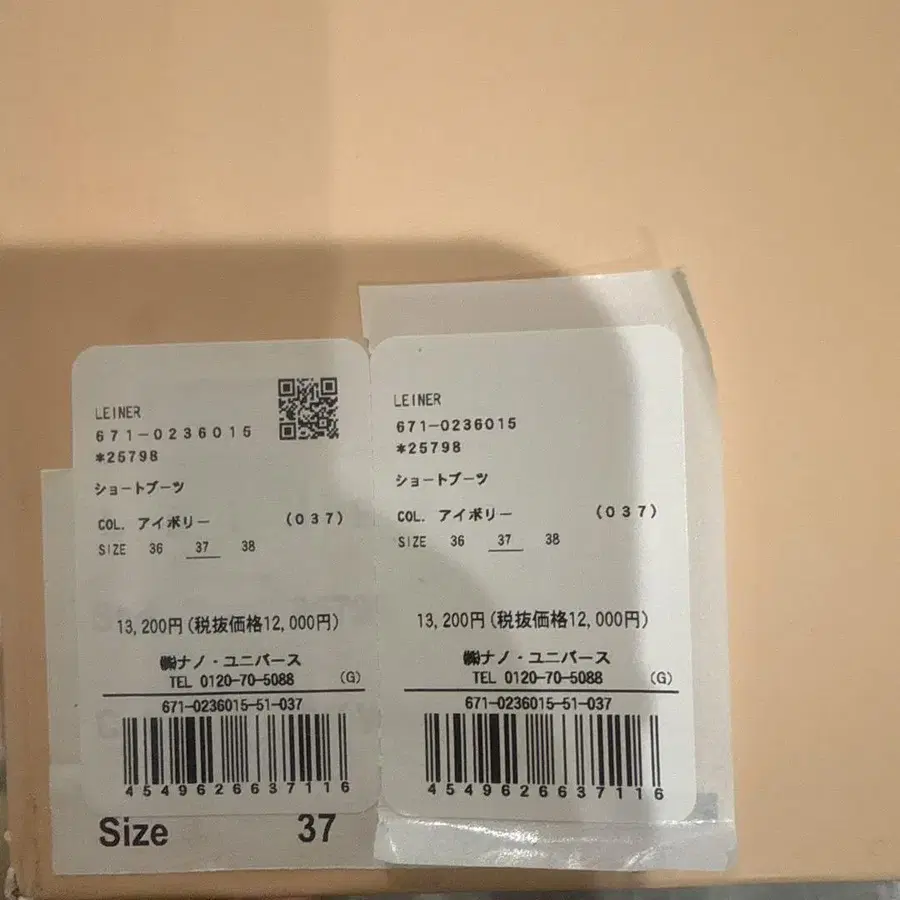 LEINER
671-0236015
*25798
ショートブーツ
COL. アイボリー (037)
SIZE 36 37 38
13,200円(税抜価格12,000円)
㈱ナノ・ユニバース
TEL 0120-70-5088 (G)
671-0236015-51-037
4549626637116
Size 37
LEINER
671-0236015
*25798
ショートブーツ
COL. アイボリー (037)
SIZE 36 37 38
13,200円(税抜価格12,000円)
㈱ナノ・ユニバース
TEL 0120-70-5088 (G)
671-0236015-51-037
4549626637116